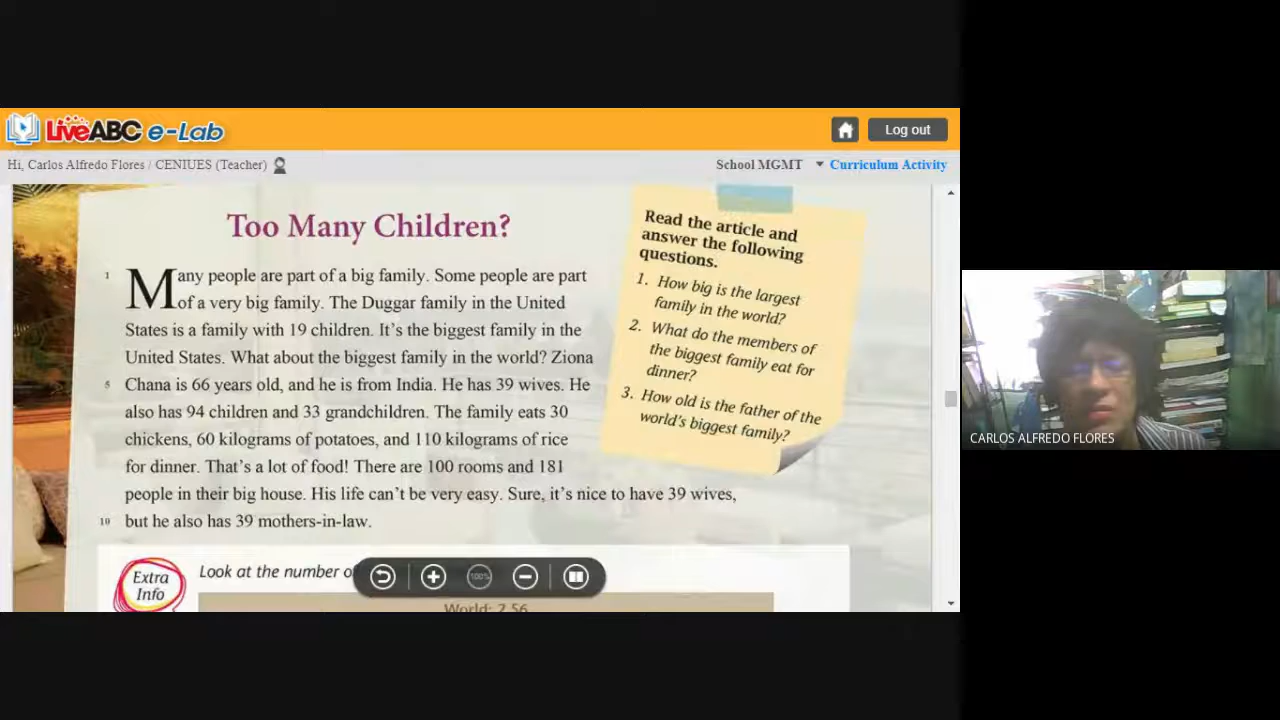 LiveABC e-Lab
Log out
Hi, Carlos Alfredo Flores / CENIUES (Teacher)
School MGMT
Curriculum Activity
Too Many Children?
1
Many people are part of a big family. Some people are part
of a very big family. The Duggar family in the United
States is a family with 19 children. It's the biggest family in the
United States. What about the biggest family in the world? Ziona
5 Chana is 66 years old, and he is from India. He has 39 wives. He
also has 94 children and 33 grandchildren. The family eats 30
chickens, 60 kilograms of potatoes, and 110 kilograms of rice
for dinner. That's a lot of food! There are 100 rooms and 181
people in their big house. His life can't be very easy. Sure, it's nice to have 39 wives,
10 but he also has 39 mothers-in-law.
Read the article and
answer the following
questions.
1. How big is the largest
family in the world?
2. What do the members of
the biggest family eat for
dinner?
3. How old is the father of the
world's biggest family?
Extra
Info
Look at the number of
100%
World: 2.56
CARLOS ALFREDO FLORES